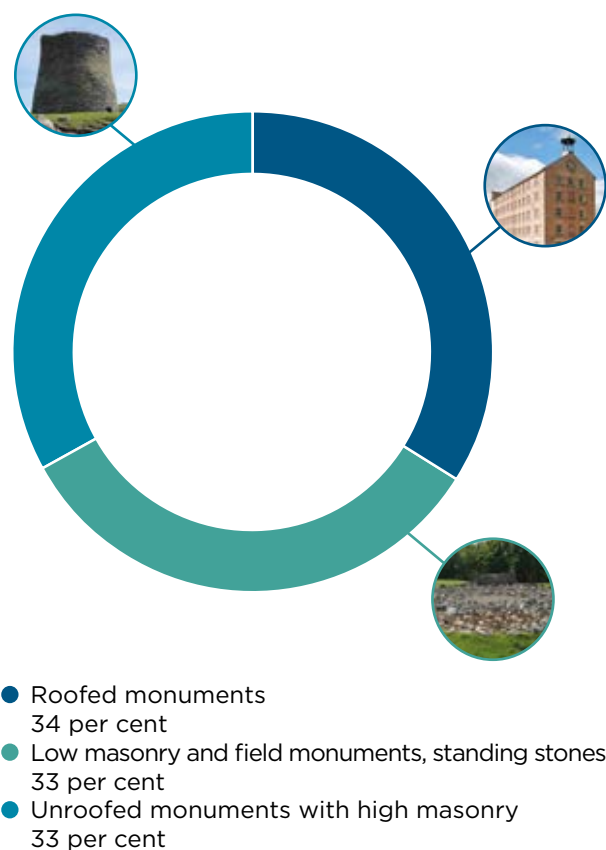 Roofed monuments
34 per cent
Low masonry and field monuments, standing stones
33 per cent
Unroofed monuments with high masonry
33 per cent